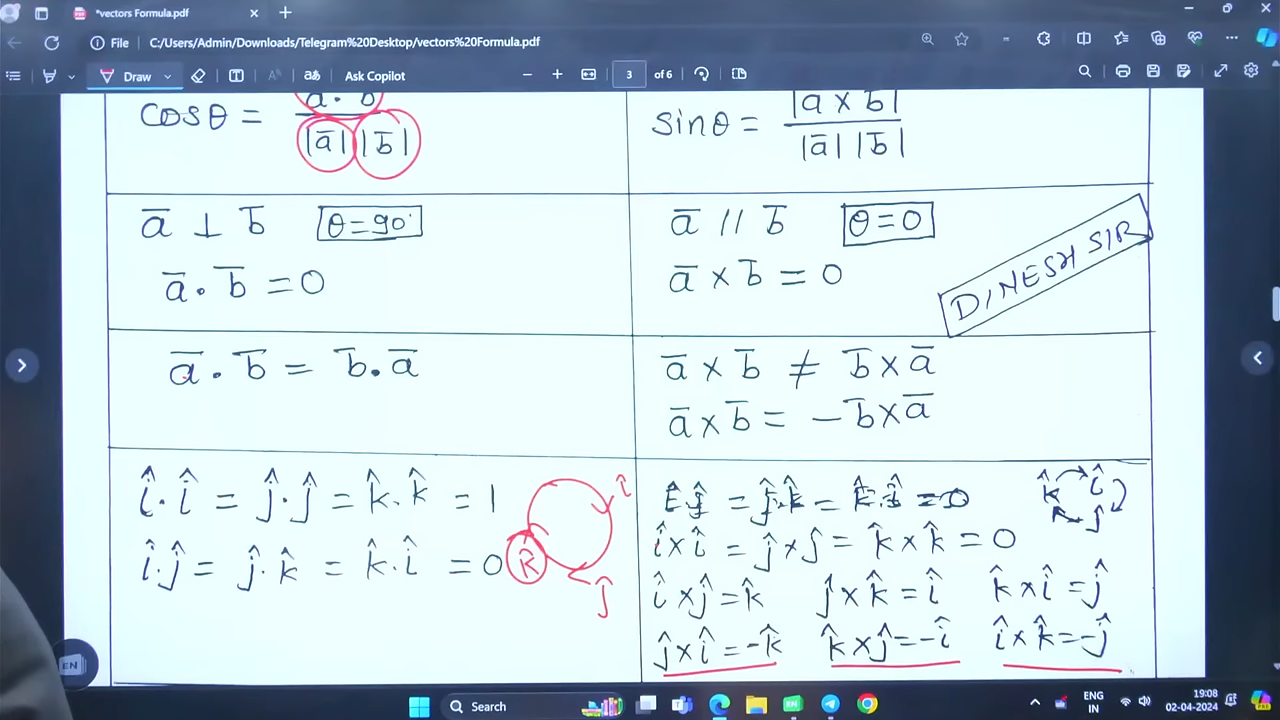 *vectors Formula.pdf
File C:/Users/Admin/Downloads/Telegram%20Desktop/vectors%20Formula.pdf
Draw Ask Copilot 3 of 6
cosθ = a̅ · b̅ / |a̅| |b̅|
sinθ = |a̅ × b̅| / |a̅| |b̅|
a̅ ⊥ b̅ θ = 90°
a̅ · b̅ = 0
a̅ // b̅ θ = 0
a̅ × b̅ = 0
DINESH SIR
a̅ · b̅ = b̅ · a̅
a̅ × b̅ ≠ b̅ × a̅
a̅ × b̅ = − b̅ × a̅
î · î = ĵ · ĵ = k̂ · k̂ = 1
î · ĵ = ĵ · k̂ = k̂ · î = 0
î
k̂
ĵ
k̂ î
ĵ
î × î = ĵ × ĵ = k̂ × k̂ = 0
î × ĵ = k̂ ĵ × k̂ = î k̂ × î = ĵ
ĵ × î = −k̂ k̂ × ĵ = −î î × k̂ = −ĵ
EN
Search
ENG
IN
19:08
02-04-2024